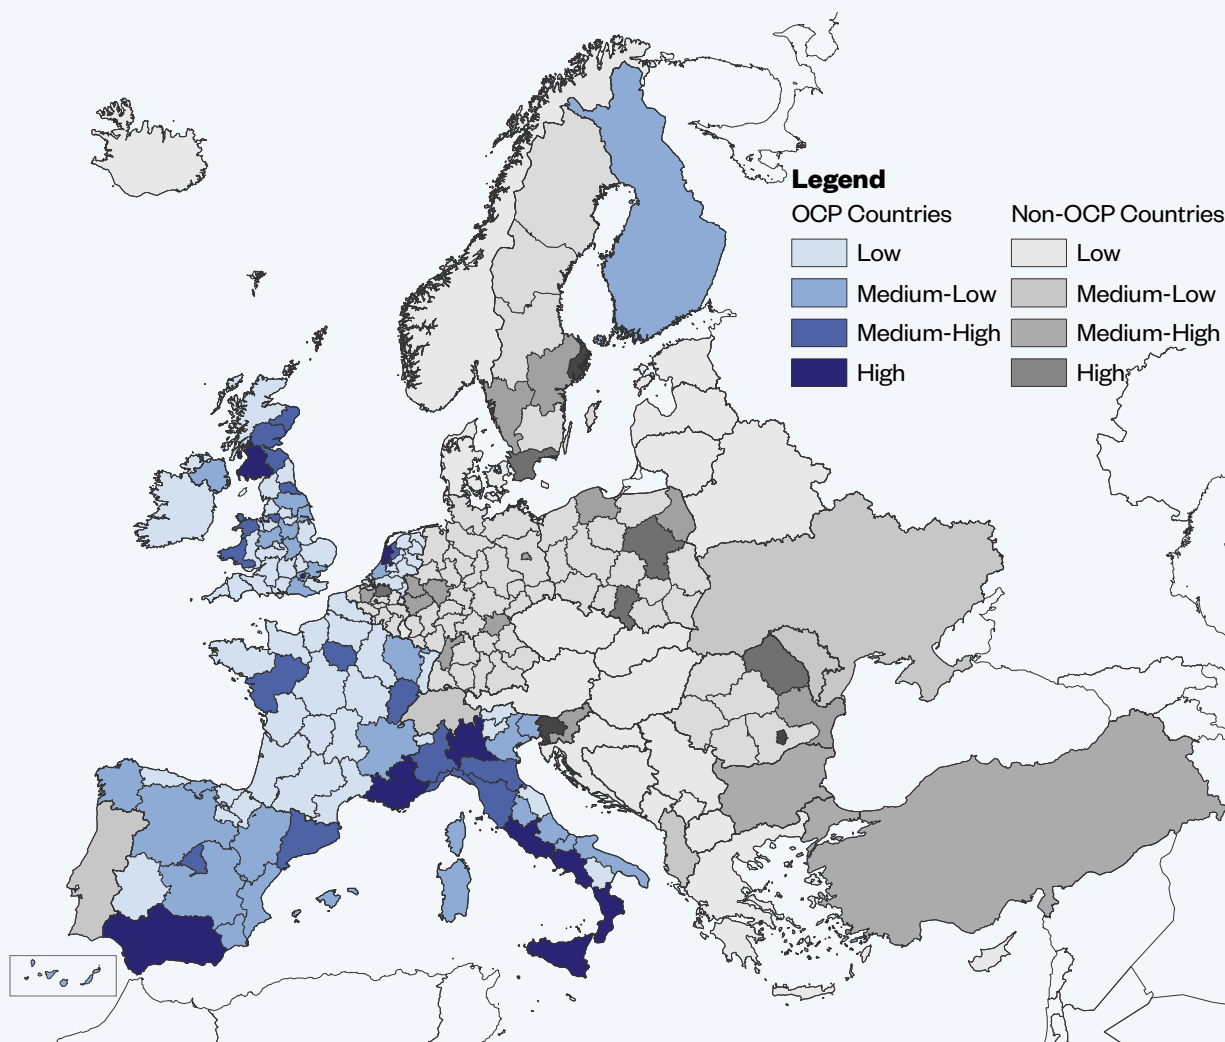 Legend
OCP Countries
Non-OCP Countries
Low
Low
Medium-Low
Medium-Low
Medium-High
Medium-High
High
High